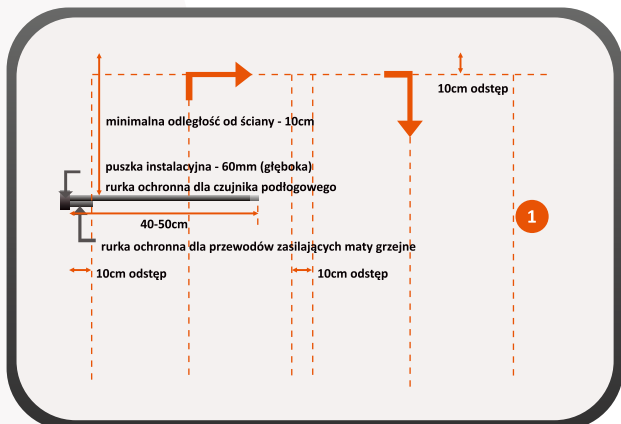 10cm odstęp
minimalna odległość od ściany - 10cm
puszka instalacyjna - 60mm (głęboka)
rurka ochronna dla czujnika podłogowego
40-50cm
1
rurka ochronna dla przewodów zasilających maty grzejne
10cm odstęp
10cm odstęp